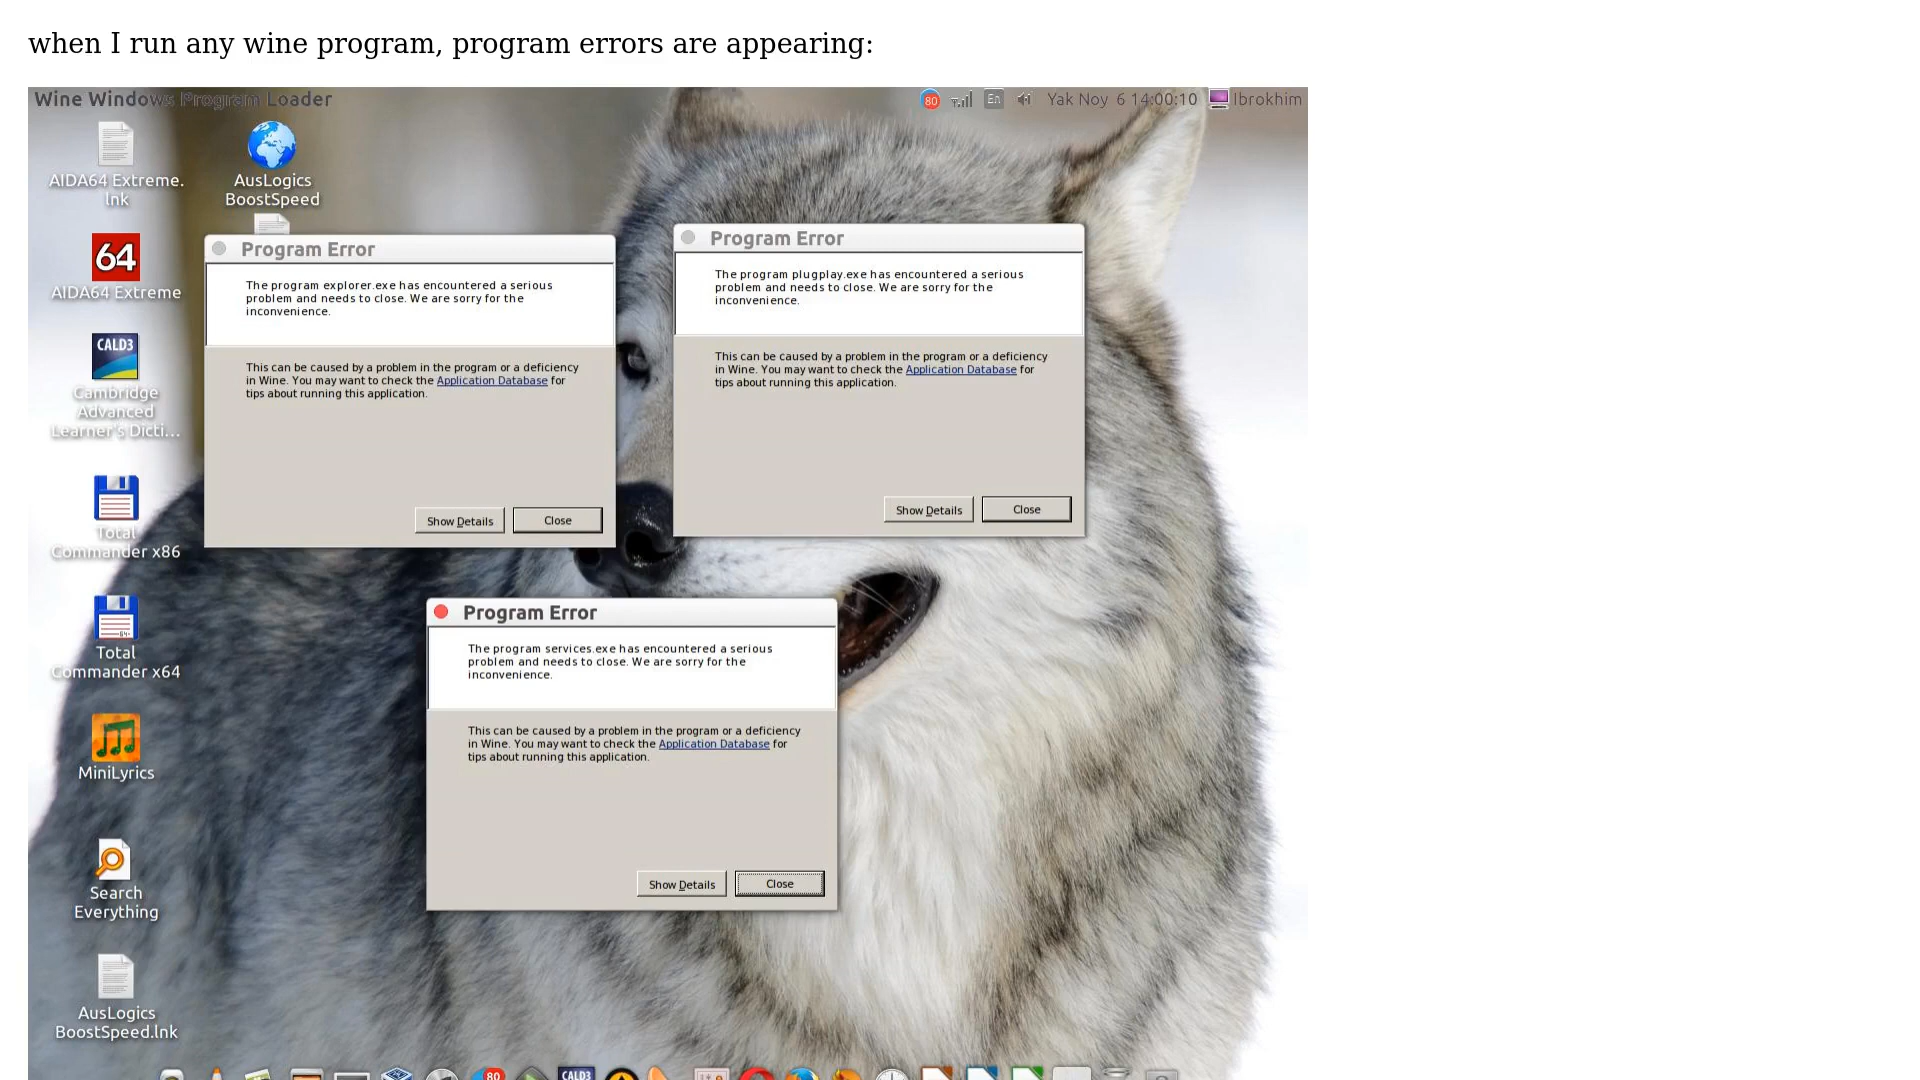 when I run any wine program, program errors are appearing:
Wine Windows Program Loader
80
En
Yak Noy 6 14:00:10
Ibrokhim
AIDA64 Extreme.
lnk
AusLogics
BoostSpeed
64
AIDA64 Extreme
CALD3
Cambridge
Advanced
Learner's Dicti...
Total
Commander x86
Total
Commander x64
MiniLyrics
Search
Everything
AusLogics
BoostSpeed.lnk
Program Error
The program explorer.exe has encountered a serious
problem and needs to close. We are sorry for the
inconvenience.
This can be caused by a problem in the program or a deficiency
in Wine. You may want to check the Application Database for
tips about running this application.
Show Details
Close
Program Error
The program plugplay.exe has encountered a serious
problem and needs to close. We are sorry for the
inconvenience.
This can be caused by a problem in the program or a deficiency
in Wine. You may want to check the Application Database for
tips about running this application.
Show Details
Close
Program Error
The program services.exe has encountered a serious
problem and needs to close. We are sorry for the
inconvenience.
This can be caused by a problem in the program or a deficiency
in Wine. You may want to check the Application Database for
tips about running this application.
Show Details
Close
80
CALD3